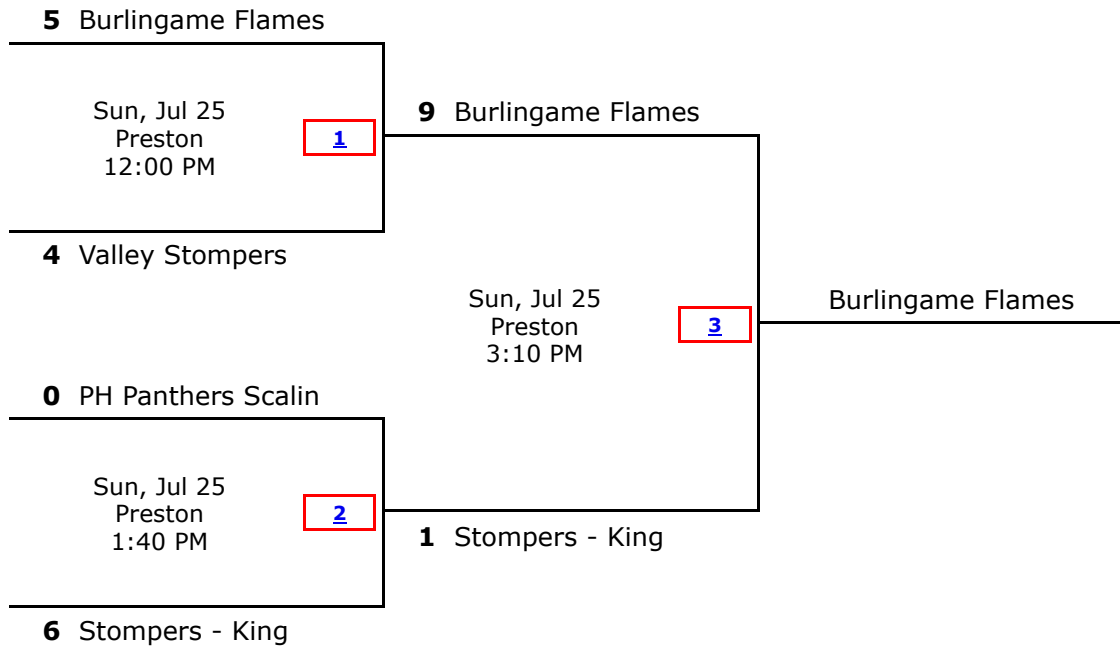 5 Burlingame Flames
Sun, Jul 25
Preston
12:00 PM
1
4 Valley Stompers
9 Burlingame Flames
Sun, Jul 25
Preston
3:10 PM
3
Burlingame Flames
0 PH Panthers Scalin
Sun, Jul 25
Preston
1:40 PM
2
6 Stompers - King
1 Stompers - King